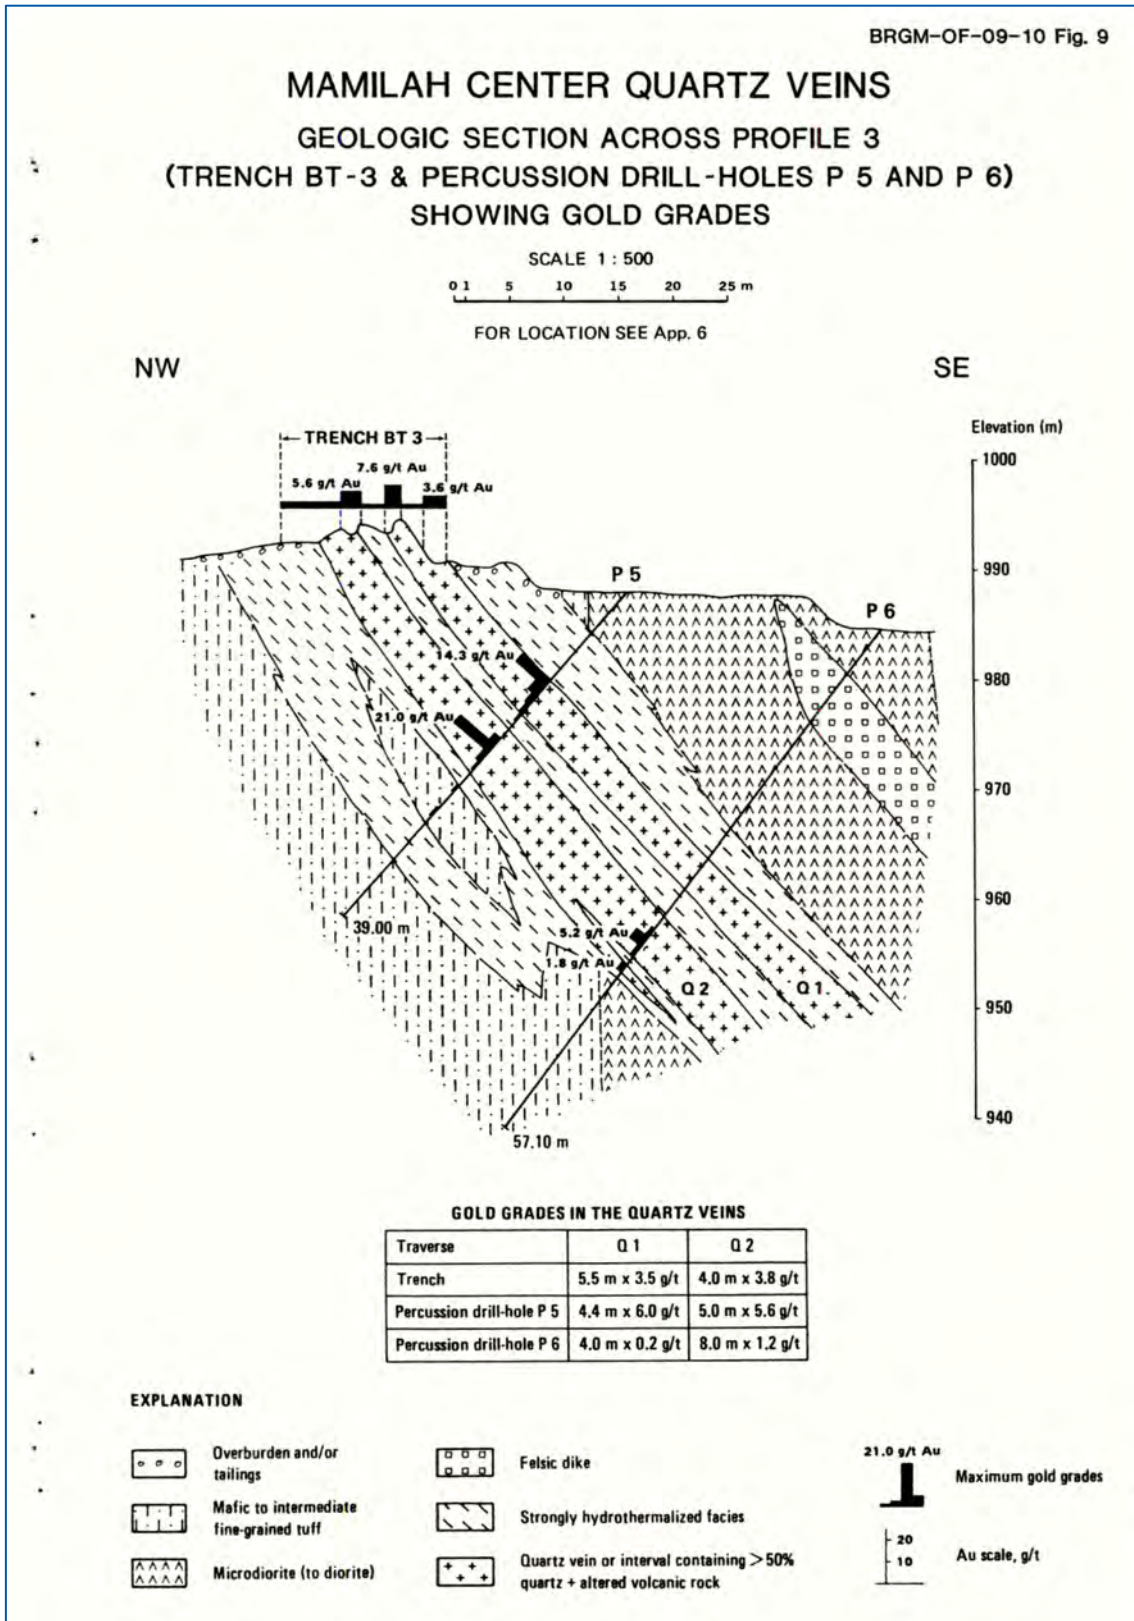 BRGM-OF-09-10 Fig. 9
MAMILAH CENTER QUARTZ VEINS
GEOLOGIC SECTION ACROSS PROFILE 3
(TRENCH BT-3 & PERCUSSION DRILL-HOLES P 5 AND P 6)
SHOWING GOLD GRADES
SCALE 1 : 500
0 1 5 10 15 20 25 m
FOR LOCATION SEE App. 6
NW SE
Elevation (m)
TRENCH BT 3
1000
7.6 g/t Au
5.6 g/t Au 3.6 g/t Au
990
P 5
P 6
14.3 g/t Au
980
21.0 g/t Au
970
960
39.00 m
5.2 g/t Au
1.8 g/t Au
Q 2 Q 1
950
940
57.10 m
GOLD GRADES IN THE QUARTZ VEINS
Traverse Q 1 Q 2
Trench 5.5 m x 3.5 g/t 4.0 m x 3.8 g/t
Percussion drill-hole P 5 4.4 m x 6.0 g/t 5.0 m x 5.6 g/t
Percussion drill-hole P 6 4.0 m x 0.2 g/t 8.0 m x 1.2 g/t
EXPLANATION
Overburden and/or
tailings
Mafic to intermediate
fine-grained tuff
Microdiorite (to diorite)
Felsic dike
Strongly hydrothermalized facies
Quartz vein or interval containing >50%
quartz + altered volcanic rock
21.0 g/t Au
Maximum gold grades
20
10
Au scale, g/t